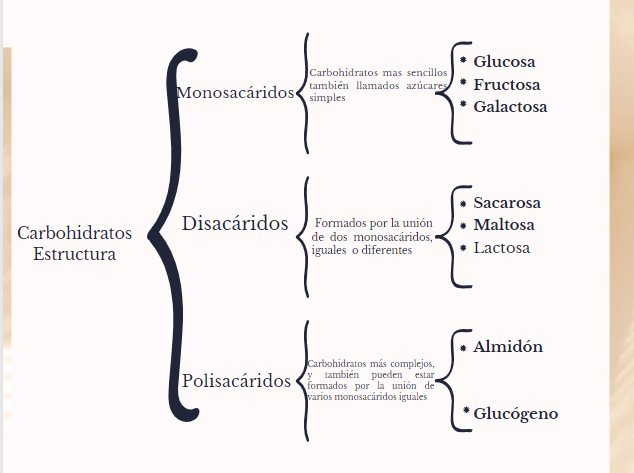 Carbohidratos
Estructura
Monosacáridos
Carbohidratos mas sencillos
también llamados azúcares
simples
Glucosa
Fructosa
Galactosa
Disacáridos
Formados por la unión
de dos monosacáridos,
iguales o diferentes
Sacarosa
Maltosa
Lactosa
Polisacáridos
Carbohidratos más complejos,
y también pueden estar
formados por la unión de
varios monosacáridos iguales
Almidón
Glucógeno